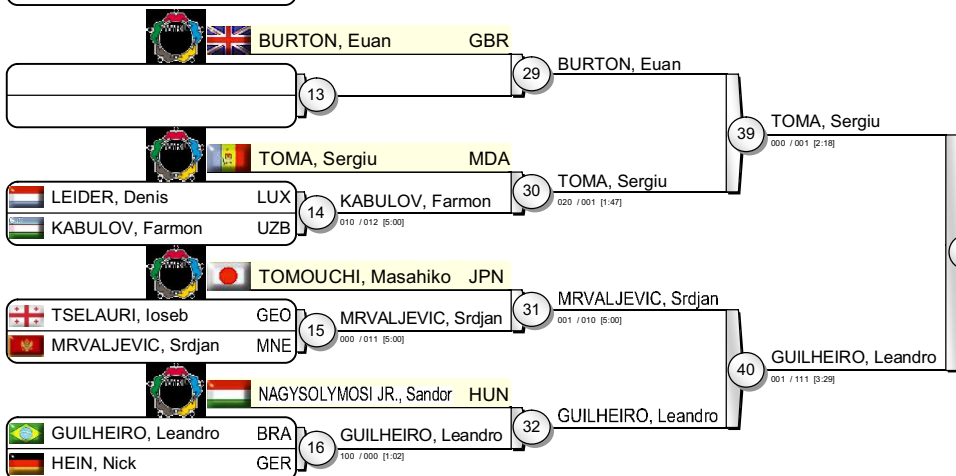 BURTON, Euan GBR
29 BURTON, Euan
13
39 TOMA, Sergiu
000 / 001 [2:18]
TOMA, Sergiu MDA
30 TOMA, Sergiu
020 / 001 [1:47]
LEIDER, Denis LUX
14 KABULOV, Farmon
010 / 012 [5:00]
KABULOV, Farmon UZB
TOMOUCHI, Masahiko JPN
31 MRVALJEVIC, Srdjan
001 / 010 [5:00]
TSELAURI, Ioseb GEO
15 MRVALJEVIC, Srdjan
000 / 011 [5:00]
MRVALJEVIC, Srdjan MNE
40 GUILHEIRO, Leandro
001 / 111 [3:29]
NAGYSOLYMOSI JR., Sandor HUN
32 GUILHEIRO, Leandro
GUILHEIRO, Leandro BRA
16 GUILHEIRO, Leandro
100 / 000 [1:02]
HEIN, Nick GER